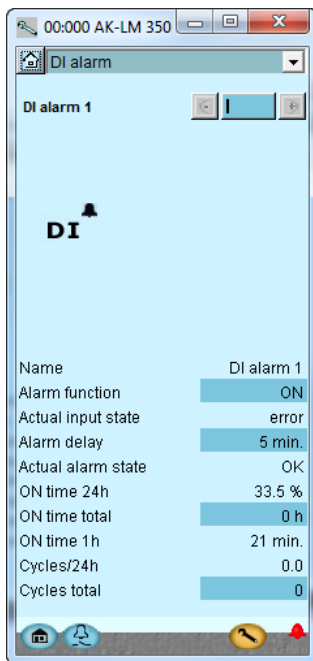 00:000 AK-LM 350
DI alarm
DI alarm 1
DI
Name DI alarm 1
Alarm function ON
Actual input state error
Alarm delay 5 min.
Actual alarm state OK
ON time 24h 33.5 %
ON time total 0 h
ON time 1h 21 min.
Cycles/24h 0.0
Cycles total 0